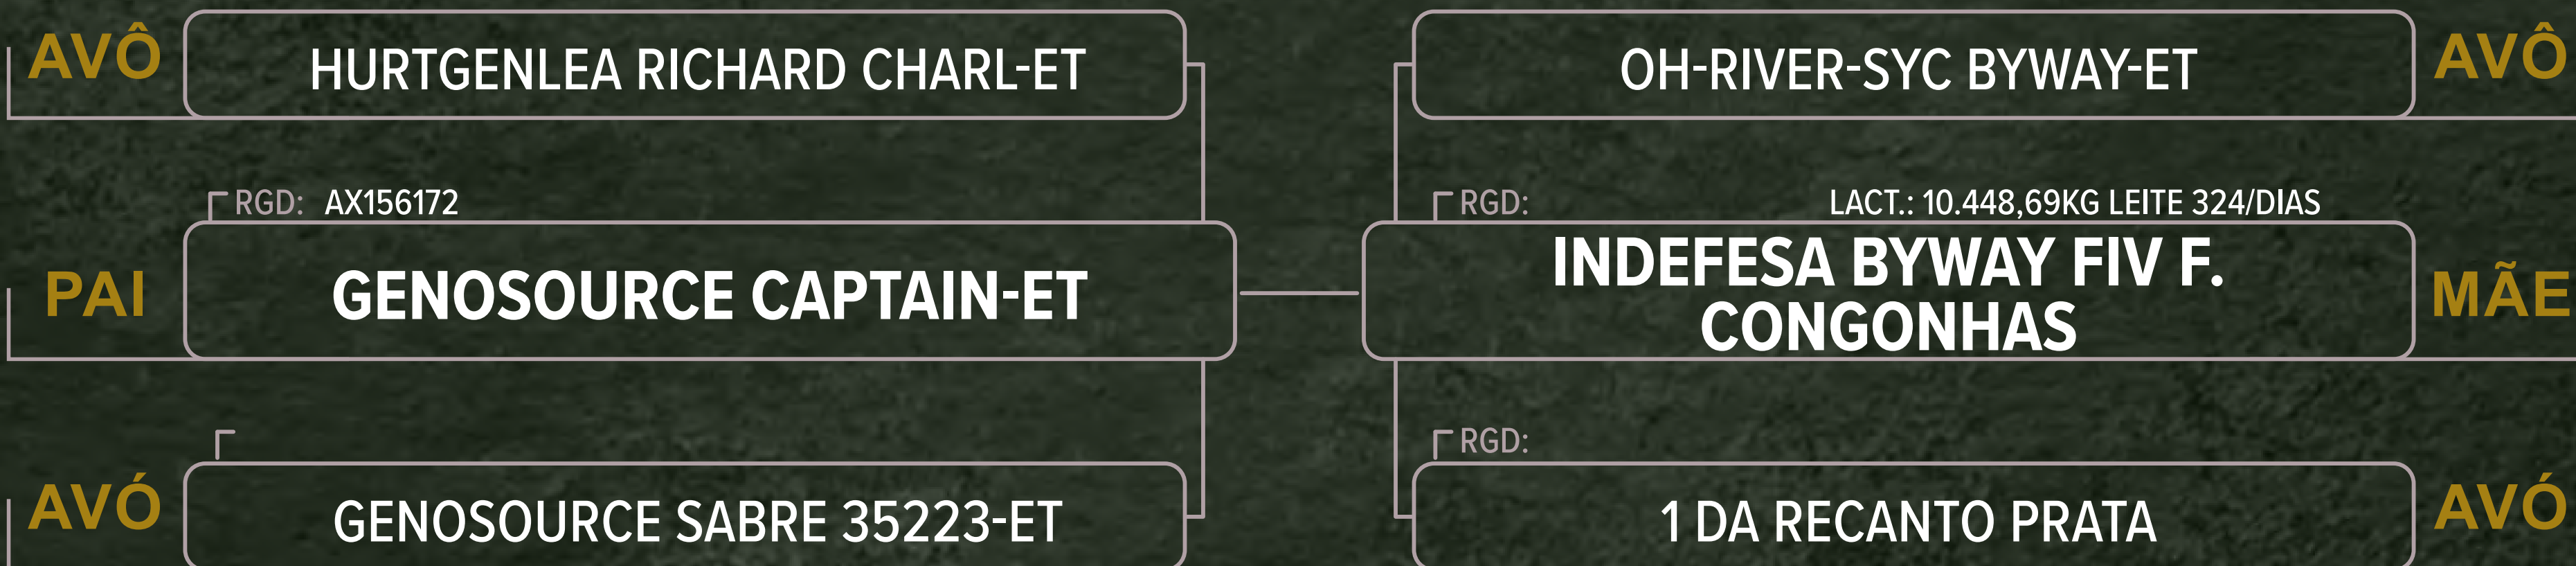 AVÔ
HURTGENLEA RICHARD CHARL-ET
OH-RIVER-SYC BYWAY-ET
AVÔ
RGD: AX156172
RGD:
LACT.: 10.448,69KG LEITE 324/DIAS
PAI
GENOSOURCE CAPTAIN-ET
INDEFESA BYWAY FIV F.
CONGONHAS
MÃE
RGD:
AVÓ
GENOSOURCE SABRE 35223-ET
1 DA RECANTO PRATA
AVÓ